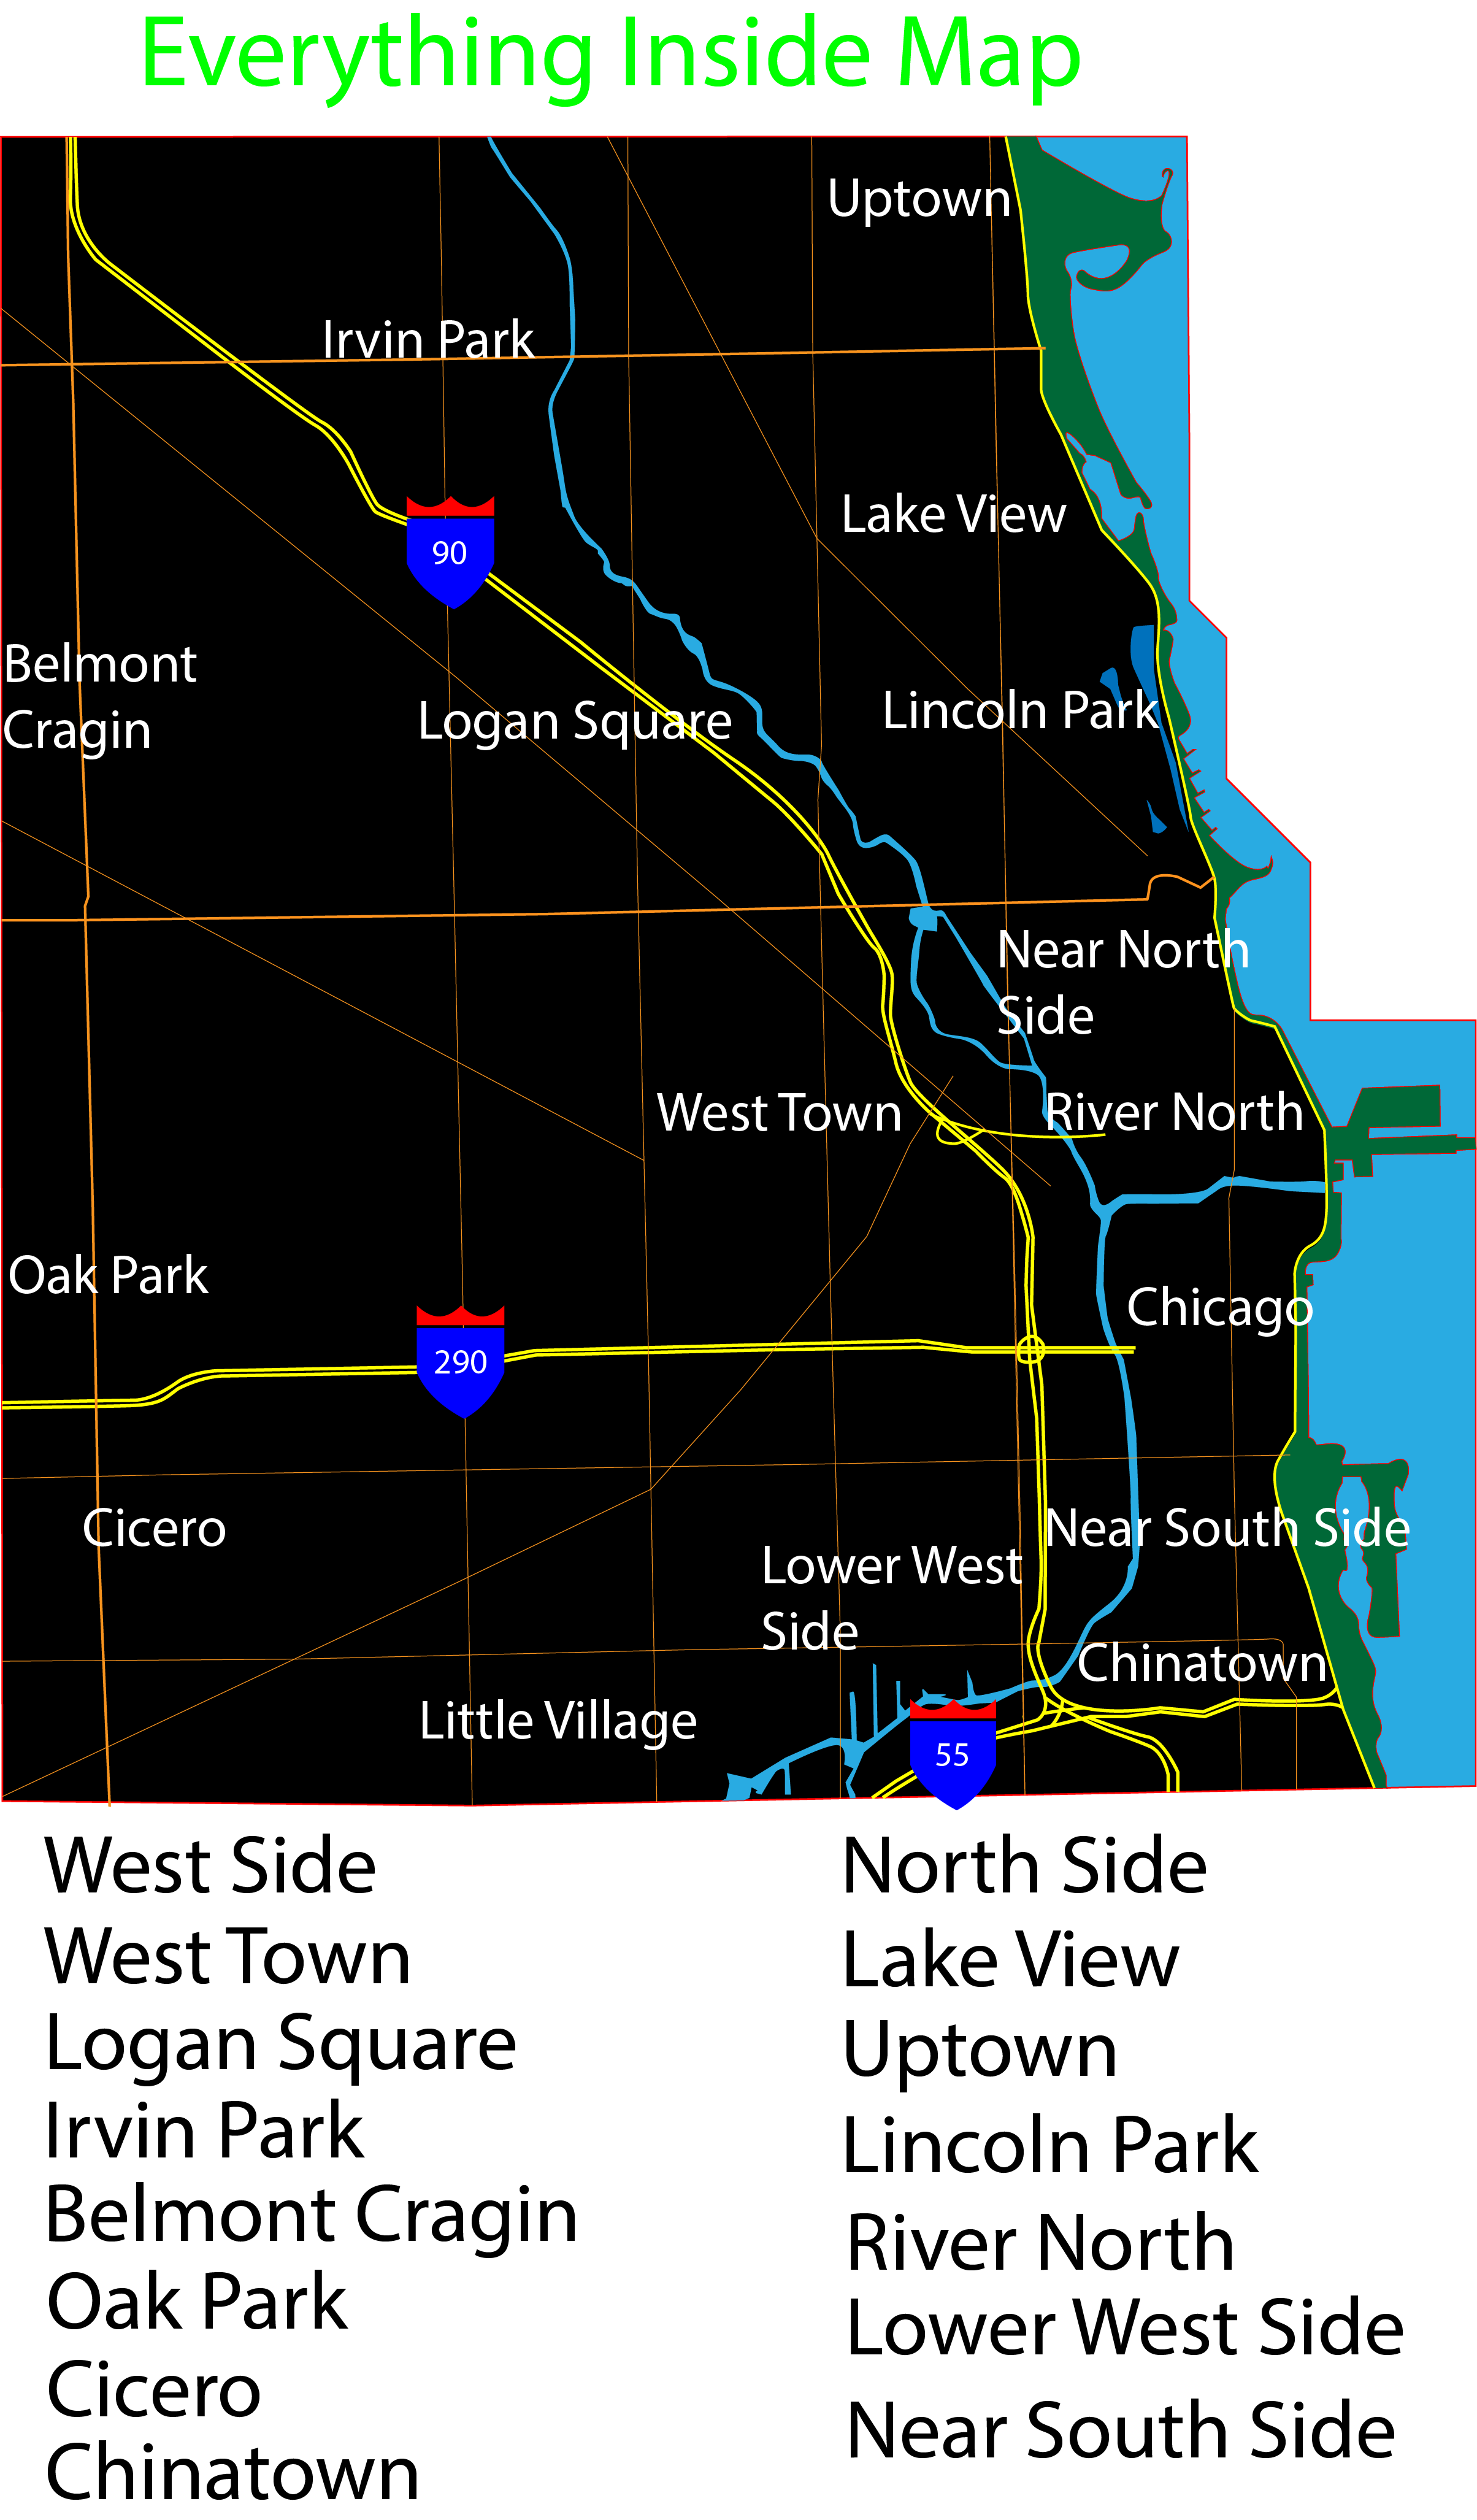 Everything Inside Map
Uptown
Irvin Park
Lake View
90
Belmont
Cragin
Logan Square
Lincoln Park
Near North
Side
West Town
River North
Oak Park
Chicago
290
Cicero
Near South Side
Lower West
Side
Chinatown
Little Village
55
West Side
West Town
Logan Square
Irvin Park
Belmont Cragin
Oak Park
Cicero
Chinatown
North Side
Lake View
Uptown
Lincoln Park
River North
Lower West Side
Near South Side